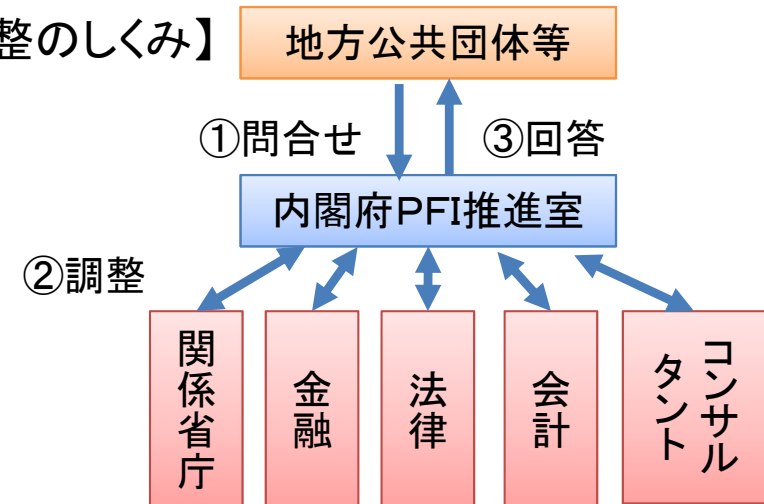 整のしくみ】
地方公共団体等
①問合せ
③回答
内閣府PFI推進室
②調整
関係省庁
金融
法律
会計
コンサル
タント